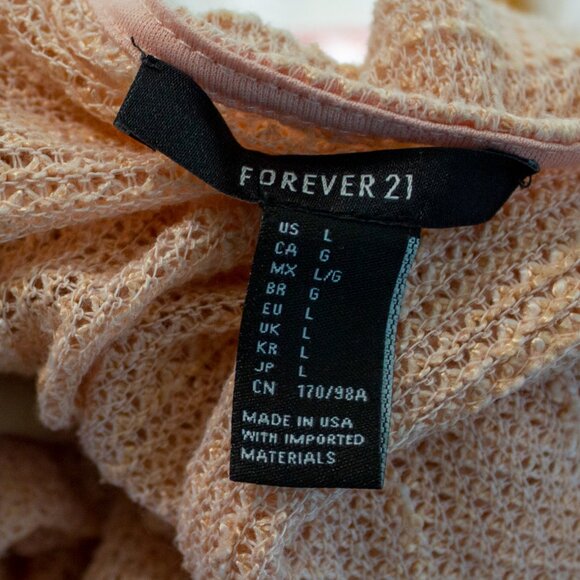 FOREVER 21
US L
CA G
MX L/G
BR G
EU L
UK L
KR L
JP L
CN 170/98A
MADE IN USA
WITH IMPORTED
MATERIALS